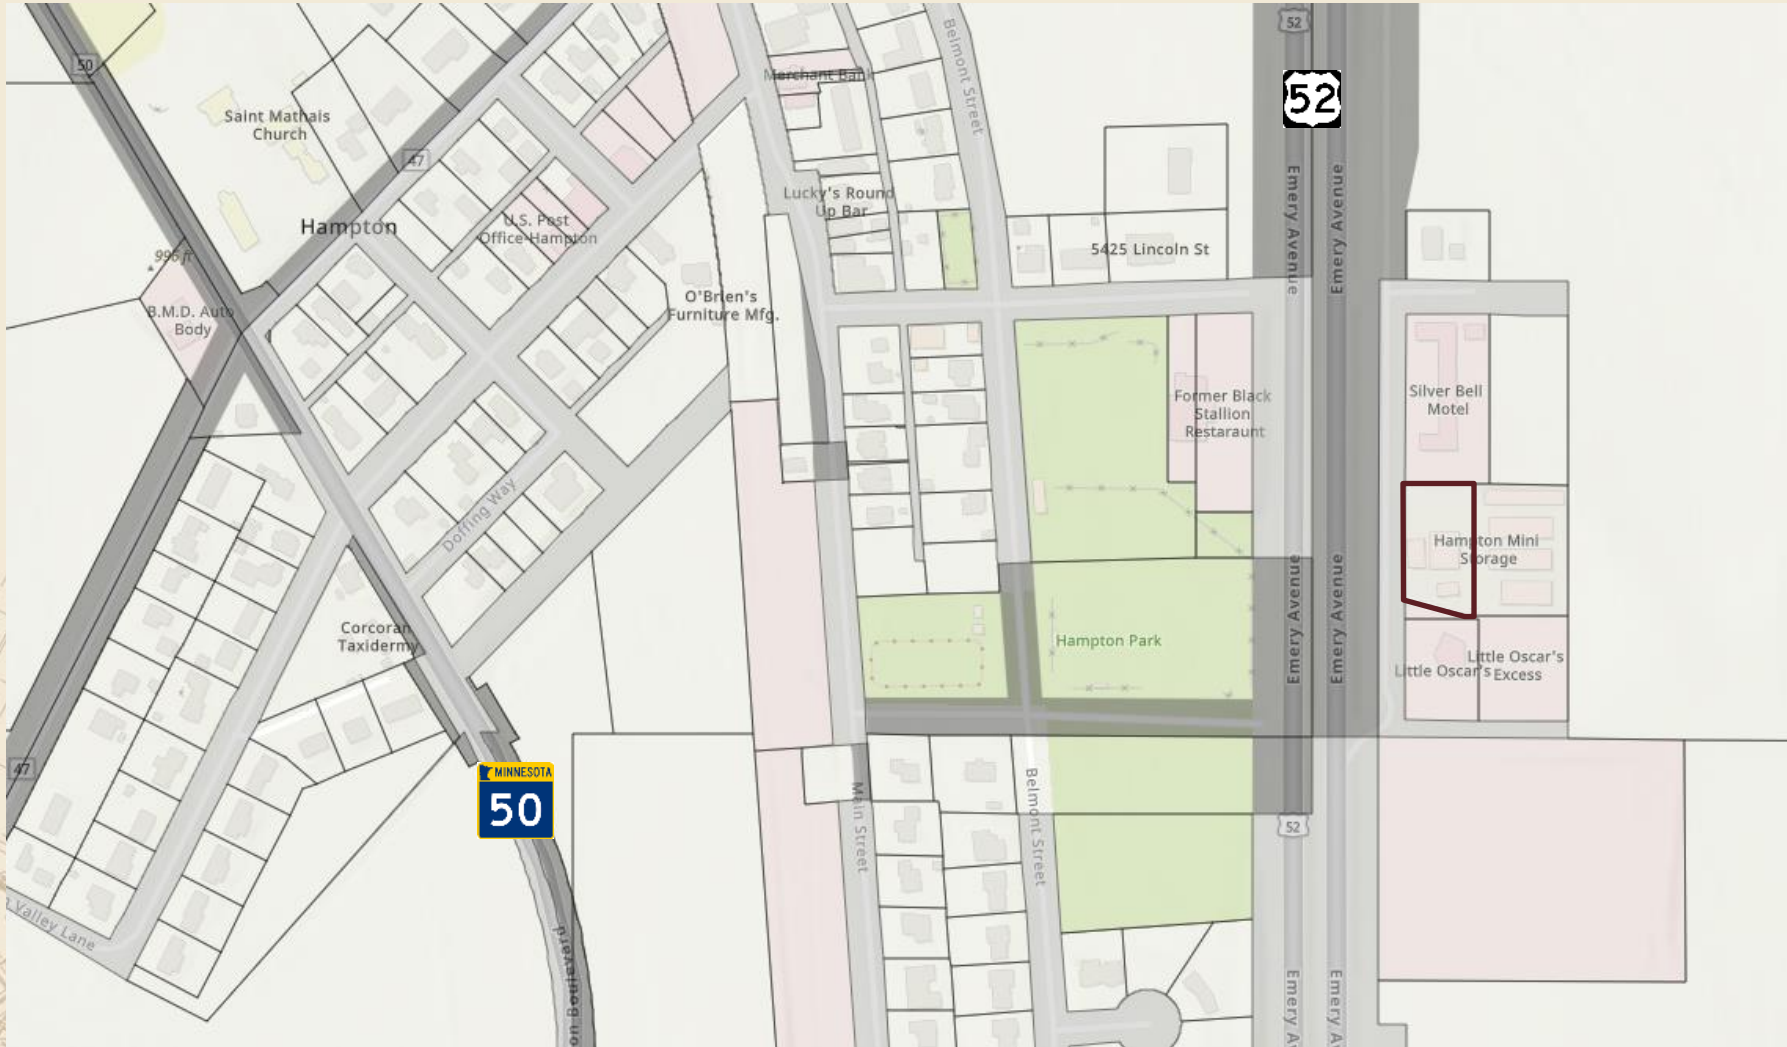 52
Belmont Street
50
Merchant Bank
52
Saint Mathais
Church
47
Emery Avenue
Emery Avenue
Lucky's Round
Up Bar
Hampton
U.S. Post
Office-Hampton
5425 Lincoln St
996 ft
O'Brien's
Furniture Mfg.
B.M.D. Auto
Body
Silver Bell
Motel
Former Black
Stallion
Restaraunt
Doffing Way
Hampton Mini
Storage
Emery Avenue
Emery Avenue
Corcoran
Taxidermy
Hampton Park
Little Oscar's
Little Oscar's
Excess
47
MINNESOTA
50
Main Street
Belmont Street
52
Valley Lane
Boulevard
Emery A
Emery A